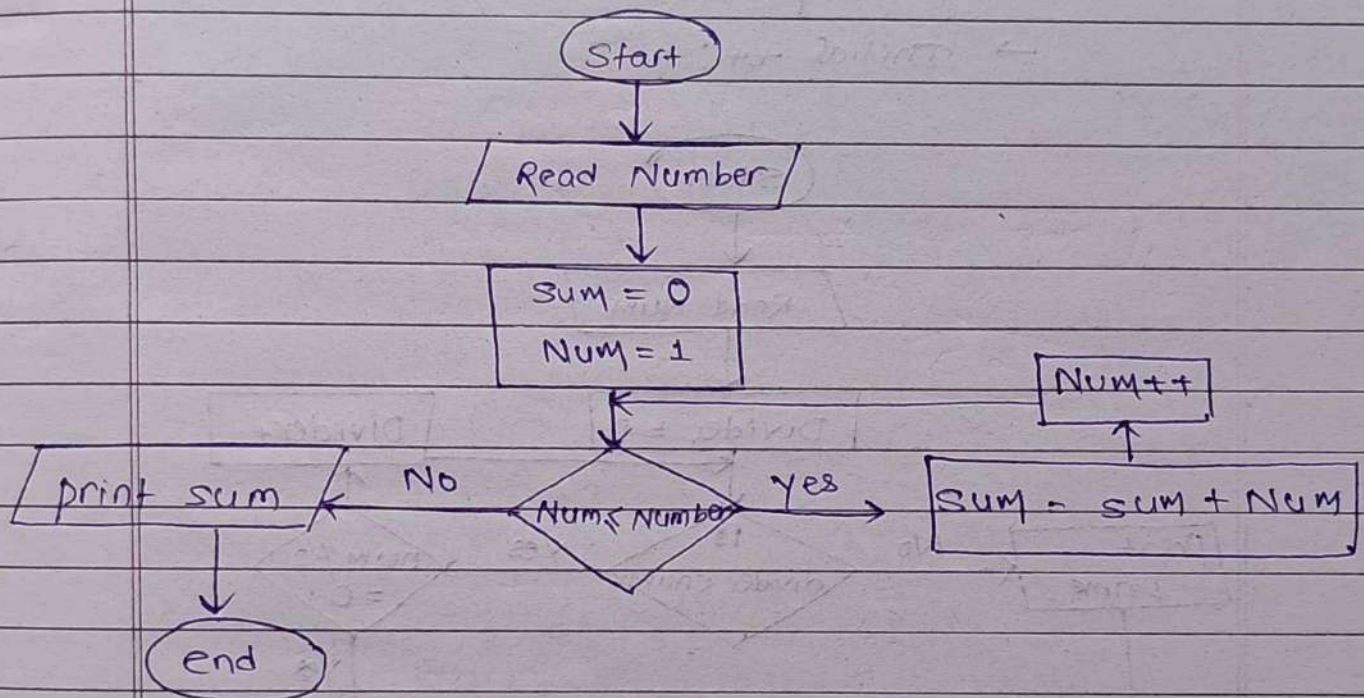 Start
Read Number
Sum = 0
Num = 1
Num++
print sum
No
Num ≤ Number
yes
Sum = sum + Num
end